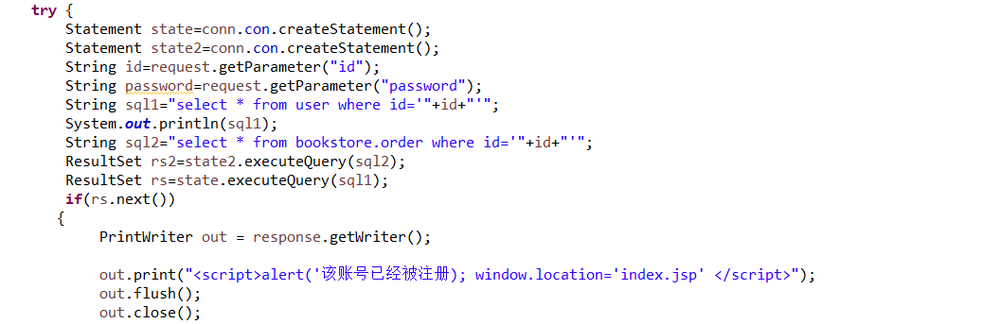 try {
Statement state=conn.con.createStatement();
Statement state2=conn.con.createStatement();
String id=request.getParameter("id");
String password=request.getParameter("password");
String sql1="select * from user where id='"+id+"'";
System.out.println(sql1);
String sql2="select * from bookstore.order where id='"+id+"'";
ResultSet rs2=state2.executeQuery(sql2);
ResultSet rs=state.executeQuery(sql1);
if(rs.next())
{
PrintWriter out = response.getWriter();
out.print("<script>alert('该账号已经被注册); window.location='index.jsp' </script>");
out.flush();
out.close();